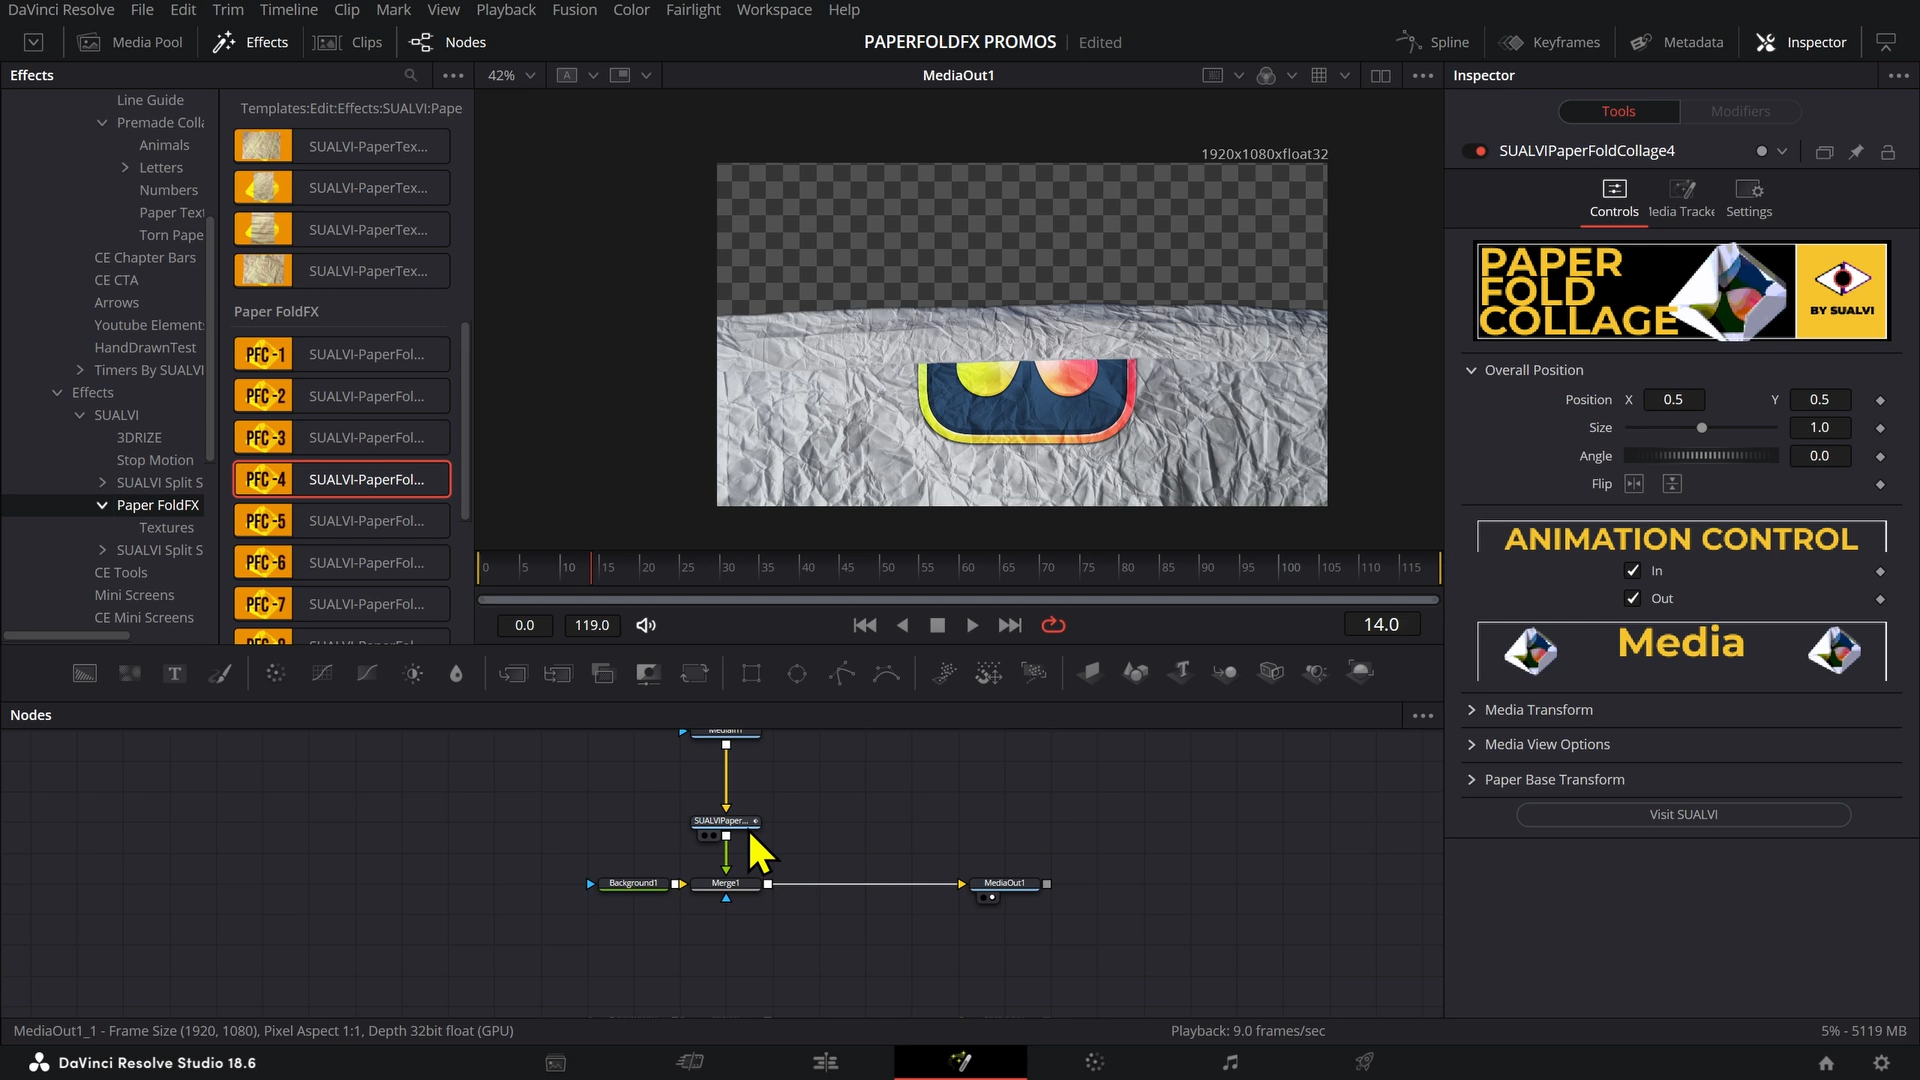 DaVinci Resolve File Edit Trim Timeline Clip Mark View Playback Fusion Color Fairlight Workspace Help
Media Pool Effects Clips Nodes PAPERFOLDFX PROMOS Edited Spline Keyframes Metadata Inspector
Effects 42% A MediaOut1 Inspector
Line Guide
Premade Colla
Animals
Letters
Numbers
Paper Text
Torn Pape
CE Chapter Bars
CE CTA
Arrows
Youtube Element:
HandDrawnTest
Timers By SUALVI
Effects
SUALVI
3DRIZE
Stop Motion
SUALVI Split S
Paper FoldFX
Textures
SUALVI Split S
CE Tools
Mini Screens
CE Mini Screens
Templates:Edit:Effects:SUALVI:Pape
SUALVI-PaperTex...
SUALVI-PaperTex...
SUALVI-PaperTex...
SUALVI-PaperTex...
Paper FoldFX
PFC -1 SUALVI-PaperFol...
PFC -2 SUALVI-PaperFol...
PFC -3 SUALVI-PaperFol...
PFC -4 SUALVI-PaperFol...
PFC -5 SUALVI-PaperFol...
PFC -6 SUALVI-PaperFol...
PFC -7 SUALVI-PaperFol...
1920x1080xfloat32
0 5 10 15 20 25 30 35 40 45 50 55 60 65 70 75 80 85 90 95 100 105 110 115
0.0 119.0 14.0
Tools Modifiers
SUALVIPaperFoldCollage4
Controls Media Tracke Settings
PAPER
FOLD
COLLAGE
BY SUALVI
Overall Position
Position X 0.5 Y 0.5
Size 1.0
Angle 0.0
Flip
ANIMATION CONTROL
In
Out
Media
Media Transform
Media View Options
Paper Base Transform
Visit SUALVI
Nodes
MediaIn1
SUALVIPaper...
Background1 Merge1 MediaOut1
MediaOut1_1 - Frame Size (1920, 1080), Pixel Aspect 1:1, Depth 32bit float (GPU) Playback: 9.0 frames/sec 5% - 5119 MB
DaVinci Resolve Studio 18.6